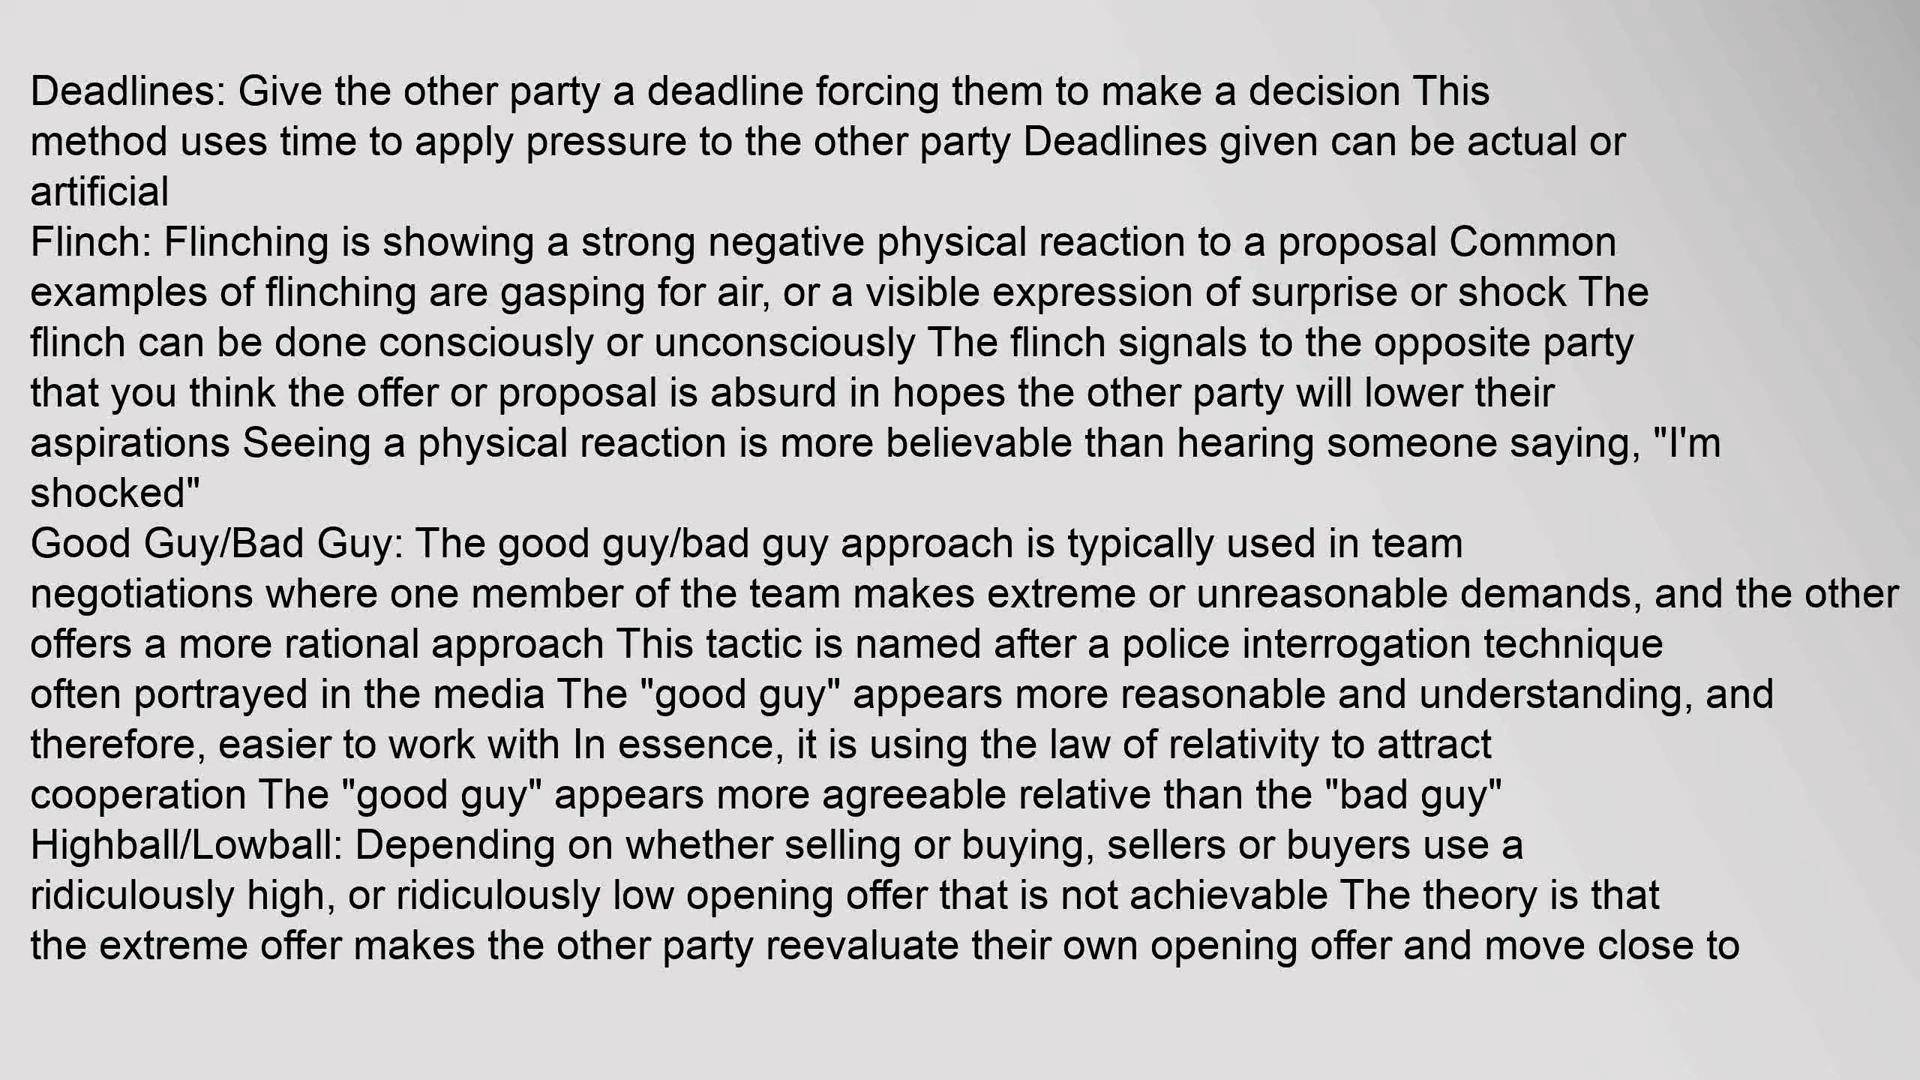 Deadlines: Give the other party a deadline forcing them to make a decision This
method uses time to apply pressure to the other party Deadlines given can be actual or
artificial
Flinch: Flinching is showing a strong negative physical reaction to a proposal Common
examples of flinching are gasping for air, or a visible expression of surprise or shock The
flinch can be done consciously or unconsciously The flinch signals to the opposite party
that you think the offer or proposal is absurd in hopes the other party will lower their
aspirations Seeing a physical reaction is more believable than hearing someone saying, "I'm
shocked"
Good Guy/Bad Guy: The good guy/bad guy approach is typically used in team
negotiations where one member of the team makes extreme or unreasonable demands, and the other
offers a more rational approach This tactic is named after a police interrogation technique
often portrayed in the media The "good guy" appears more reasonable and understanding, and
therefore, easier to work with In essence, it is using the law of relativity to attract
cooperation The "good guy" appears more agreeable relative than the "bad guy"
Highball/Lowball: Depending on whether selling or buying, sellers or buyers use a
ridiculously high, or ridiculously low opening offer that is not achievable The theory is that
the extreme offer makes the other party reevaluate their own opening offer and move close to